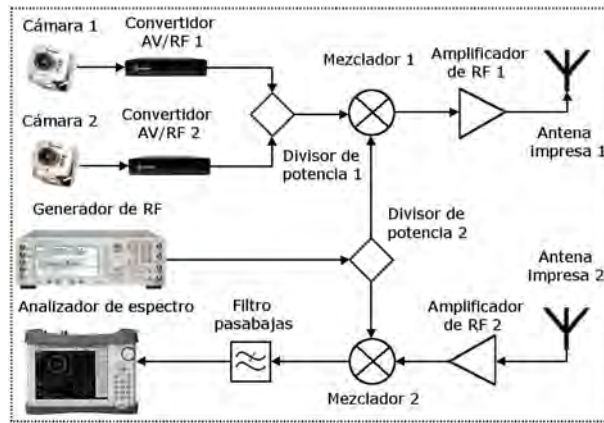 Cámara 1
Convertidor
AV/RF 1
Mezclador 1
Amplificador
de RF 1
Cámara 2
Convertidor
AV/RF 2
Divisor de
potencia 1
Antena
impresa 1
Generador de RF
Divisor de
potencia 2
Antena
impresa 2
Analizador de espectro
Filtro
pasabajas
Amplificador
de RF 2
Mezclador 2